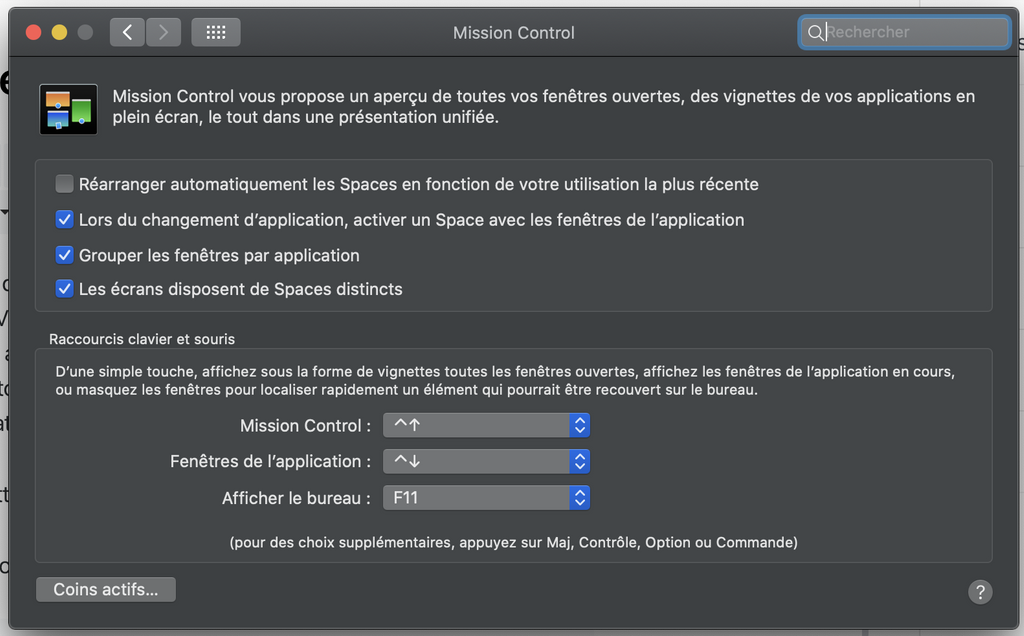 Mission Control
Rechercher
Mission Control vous propose un aperçu de toutes vos fenêtres ouvertes, des vignettes de vos applications en
plein écran, le tout dans une présentation unifiée.
Réarranger automatiquement les Spaces en fonction de votre utilisation la plus récente
Lors du changement d’application, activer un Space avec les fenêtres de l’application
Grouper les fenêtres par application
Les écrans disposent de Spaces distincts
Raccourcis clavier et souris
D’une simple touche, affichez sous la forme de vignettes toutes les fenêtres ouvertes, affichez les fenêtres de l’application en cours,
ou masquez les fenêtres pour localiser rapidement un élément qui pourrait être recouvert sur le bureau.
Mission Control : ^↑
Fenêtres de l’application : ^↓
Afficher le bureau : F11
(pour des choix supplémentaires, appuyez sur Maj, Contrôle, Option ou Commande)
Coins actifs...
?